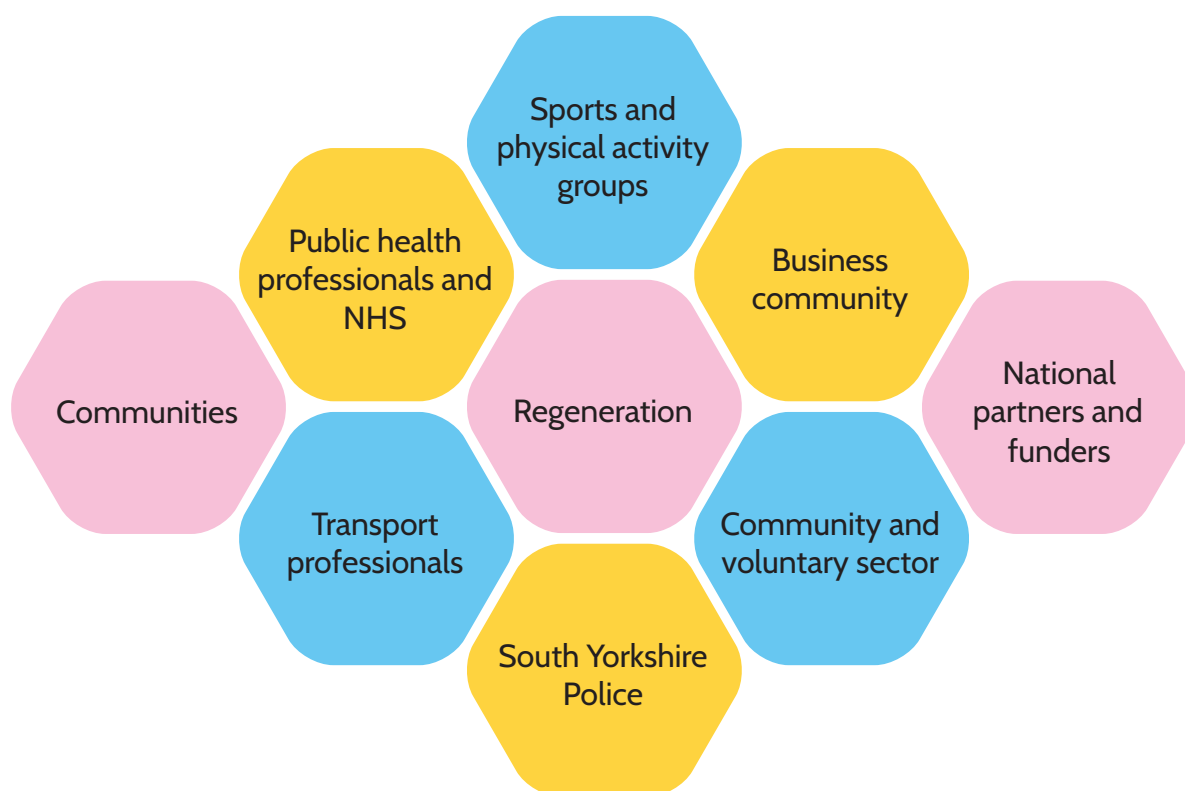 Sports and
physical activity
groups
Public health
professionals and
NHS
Business
community
Communities
Regeneration
National
partners and
funders
Transport
professionals
Community and
voluntary sector
South Yorkshire
Police